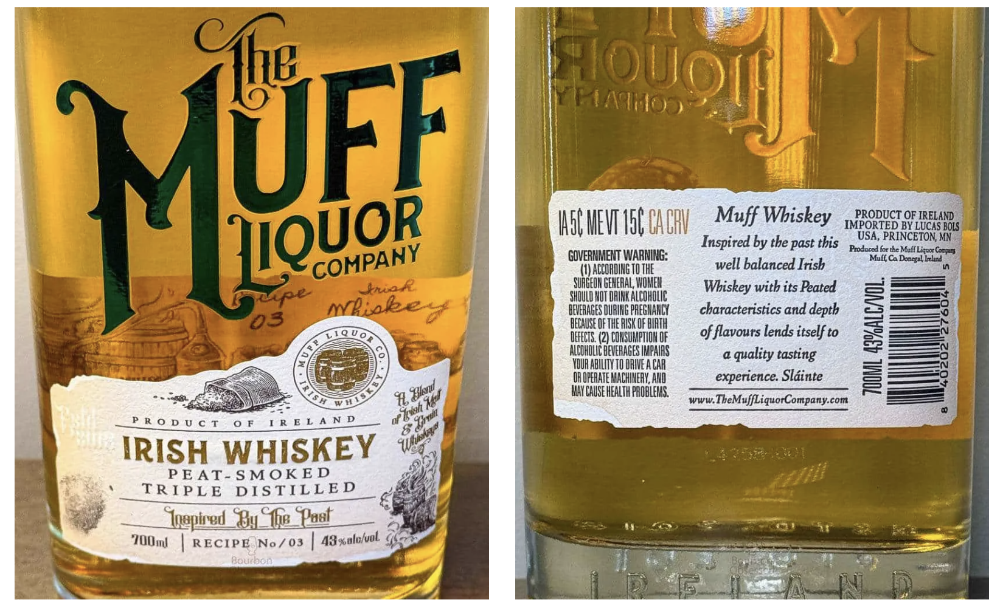 The
MUFF
LIQUOR
COMPANY
Recipe
03
Irish
Whiskey
MUFF LIQUOR CO.
IRISH WHISKEY
A Blend
of Irish Malt
& Grain
Whiskeys
PRODUCT OF IRELAND
IRISH WHISKEY
PEAT-SMOKED
TRIPLE DISTILLED
Inspired By The Past
700ml | RECIPE No/03 | 43%alc/vol.
Bourbon
LIQUOR
COMPANY
IA 5¢ ME VT 15¢ CA CRV
GOVERNMENT WARNING:
(1) ACCORDING TO THE
SURGEON GENERAL, WOMEN
SHOULD NOT DRINK ALCOHOLIC
BEVERAGES DURING PREGNANCY
BECAUSE OF THE RISK OF BIRTH
DEFECTS. (2) CONSUMPTION OF
ALCOHOLIC BEVERAGES IMPAIRS
YOUR ABILITY TO DRIVE A CAR
OR OPERATE MACHINERY, AND
MAY CAUSE HEALTH PROBLEMS.
Muff Whiskey
Inspired by the past this
well balanced Irish
Whiskey with its Peated
characteristics and depth
of flavours lends itself to
a quality tasting
experience. Sláinte
www.TheMuffLiquorCompany.com
PRODUCT OF IRELAND
IMPORTED BY LUCAS BOLS
USA, PRINCETON, MN
Produced for the Muff Liquor Company
Muff, Co. Donegal, Ireland
700ML 43%ALC/VOL.
8 40202 27604 5
IRELAND